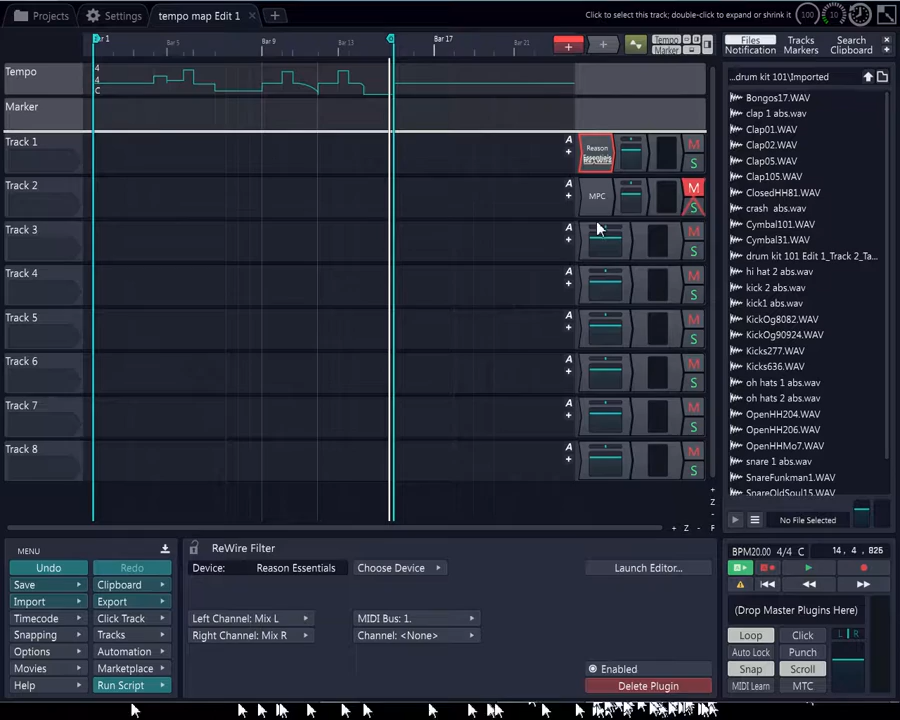 Projects
Settings
tempo map Edit 1
Click to select this track; double-click to expand or shrink it
100
10
Bar 1
Bar 5
Bar 9
Bar 13
Bar 17
Bar 21
Tempo
Marker
Files
Tracks
Search
Notification
Markers
Clipboard
...drum kit 101\Imported
Tempo
4
4
C
Marker
Track 1
A
Reason
Essentials
M
S
Track 2
A
MPC
M
S
Track 3
A
M
S
Track 4
A
M
S
Track 5
A
M
S
Track 6
A
M
S
Track 7
A
M
S
Track 8
A
M
S
Bongos17.WAV
clap 1 abs.wav
Clap01.WAV
Clap02.WAV
Clap05.WAV
Clap105.WAV
ClosedHH81.WAV
crash abs.wav
Cymbal101.WAV
Cymbal31.WAV
drum kit 101 Edit 1_Track 2_Ta...
hi hat 2 abs.wav
kick 2 abs.wav
kick1 abs.wav
KickOg8082.WAV
KickOg90924.WAV
Kicks277.WAV
Kicks636.WAV
oh hats 1 abs.wav
oh hats 2 abs.wav
OpenHH204.WAV
OpenHH88.WAV
OpenHHMo7.WAV
snare 1 abs.wav
SnareFunkman1.WAV
SnareOldSoul15.WAV
No File Selected
+
Z
-
F
+ Z - F
MENU
Undo
Redo
Save
Clipboard
Import
Export
Timecode
Click Track
Snapping
Tracks
Options
Automation
Movies
Marketplace
Help
Run Script
ReWire Filter
Device:
Reason Essentials
Choose Device
Launch Editor...
Left Channel: Mix L
MIDI Bus: 1.
Right Channel: Mix R
Channel: <None>
Enabled
Delete Plugin
BPM20.00 4/4 C
14, 4, 826
(Drop Master Plugins Here)
Loop
Click
L R
Auto Lock
Punch
Snap
Scroll
MIDI Learn
MTC